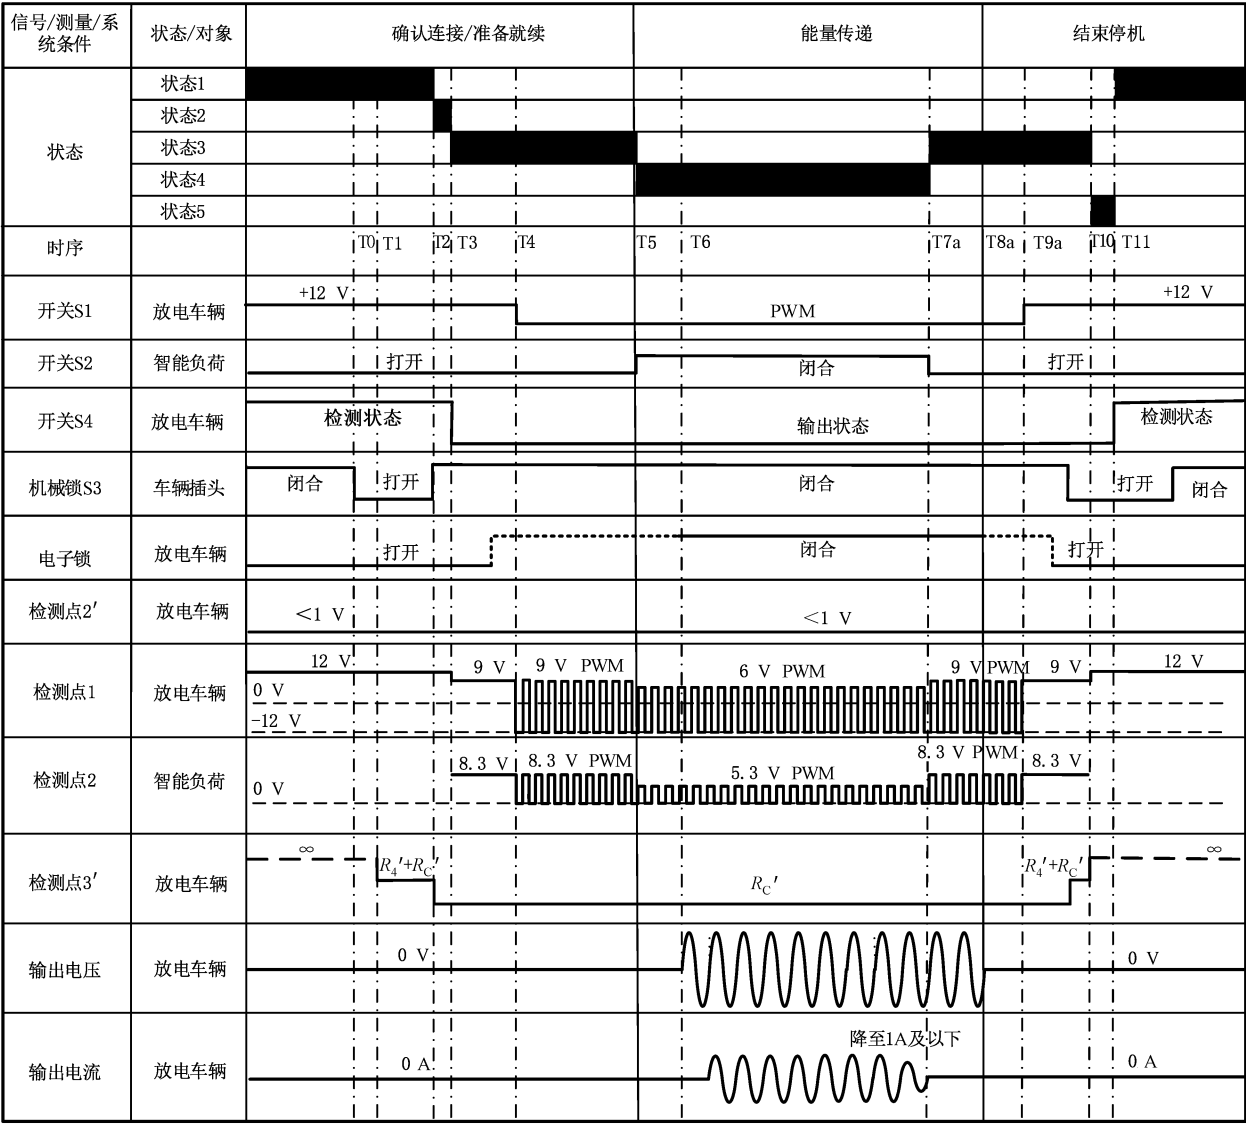 信号/测量/系统条件
状态/对象
确认连接/准备就绪
能量传递
结束停机
状态
状态1
状态2
状态3
状态4
状态5
时序
T0 T1 T2 T3 T4 T5 T6 T7a T8a T9a T10 T11
开关S1
放电车辆
+12 V
PWM
+12 V
开关S2
智能负荷
打开
闭合
打开
开关S4
放电车辆
检测状态
输出状态
检测状态
机械锁S3
车辆插头
闭合
打开
闭合
打开
闭合
电子锁
放电车辆
打开
闭合
打开
检测点2′
放电车辆
<1 V
<1 V
检测点1
放电车辆
12 V
9 V
9 V PWM
6 V PWM
9 V PWM
9 V
12 V
0 V
-12 V
检测点2
智能负荷
8.3 V
8.3 V PWM
5.3 V PWM
8.3 V PWM
8.3 V
0 V
检测点3′
放电车辆
∞
R4′+RC′
RC′
R4′+RC′
∞
输出电压
放电车辆
0 V
0 V
输出电流
放电车辆
0 A
降至1A及以下
0 A